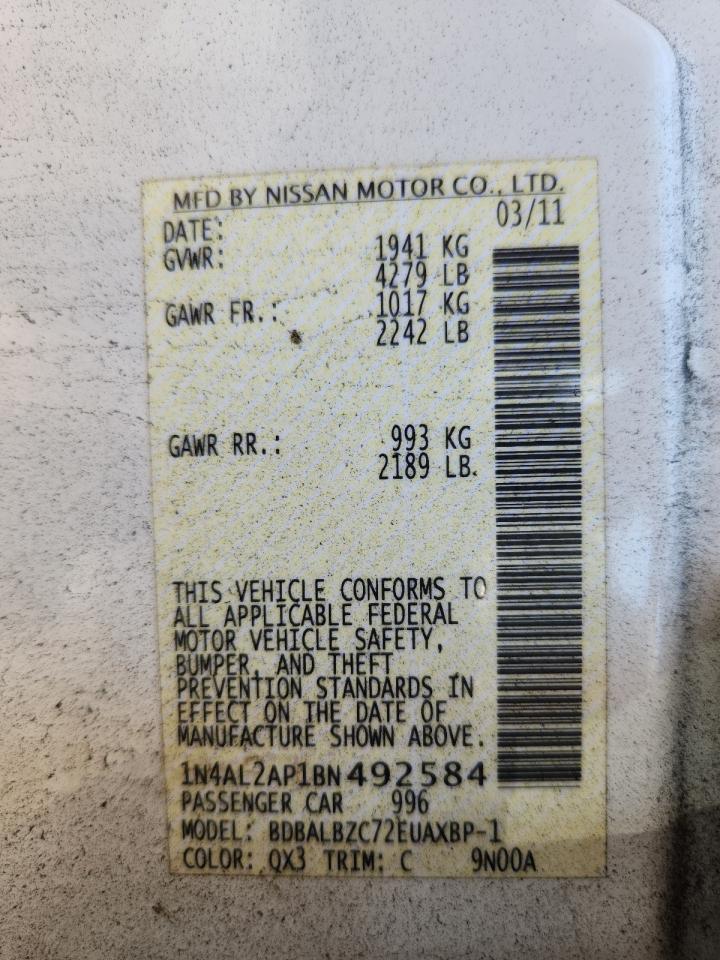 MFD BY NISSAN MOTOR CO., LTD.
DATE: 03/11
GVWR: 1941 KG
4279 LB
GAWR FR.: 1017 KG
2242 LB
GAWR RR.: 993 KG
2189 LB.
THIS VEHICLE CONFORMS TO
ALL APPLICABLE FEDERAL
MOTOR VEHICLE SAFETY,
BUMPER, AND THEFT
PREVENTION STANDARDS IN
EFFECT ON THE DATE OF
MANUFACTURE SHOWN ABOVE.
1N4AL2AP1BN492584
PASSENGER CAR 996
MODEL: BDBALBZC72EUAXBP-1
COLOR: QX3 TRIM: C 9N00A